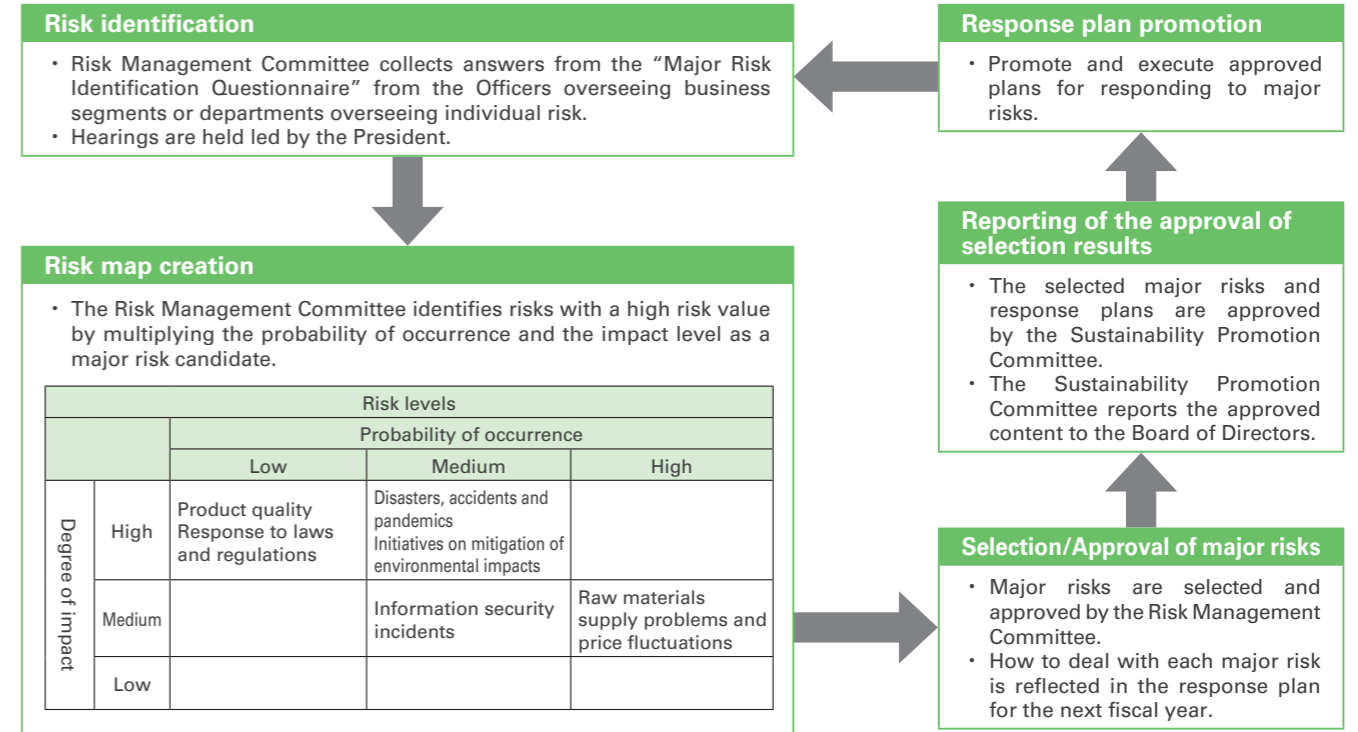 Risk identification
・ Risk Management Committee collects answers from the “Major Risk
Identification Questionnaire” from the Officers overseeing business
segments or departments overseeing individual risk.
・ Hearings are held led by the President.
Risk map creation
・ The Risk Management Committee identifies risks with a high risk value
by multiplying the probability of occurrence and the impact level as a
major risk candidate.
Risk levels
Probability of occurrence
Low
Medium
High
Degree of impact
High
Product quality
Response to laws
and regulations
Disasters, accidents and
pandemics
Initiatives on mitigation of
environmental impacts
Medium
Information security
incidents
Raw materials
supply problems and
price fluctuations
Low
Selection/Approval of major risks
・ Major risks are selected and
approved by the Risk Management
Committee.
・ How to deal with each major risk
is reflected in the response plan
for the next fiscal year.
Reporting of the approval of
selection results
・ The selected major risks and
response plans are approved
by the Sustainability Promotion
Committee.
・ The Sustainability Promotion
Committee reports the approved
content to the Board of Directors.
Response plan promotion
・ Promote and execute approved
plans for responding to major
risks.